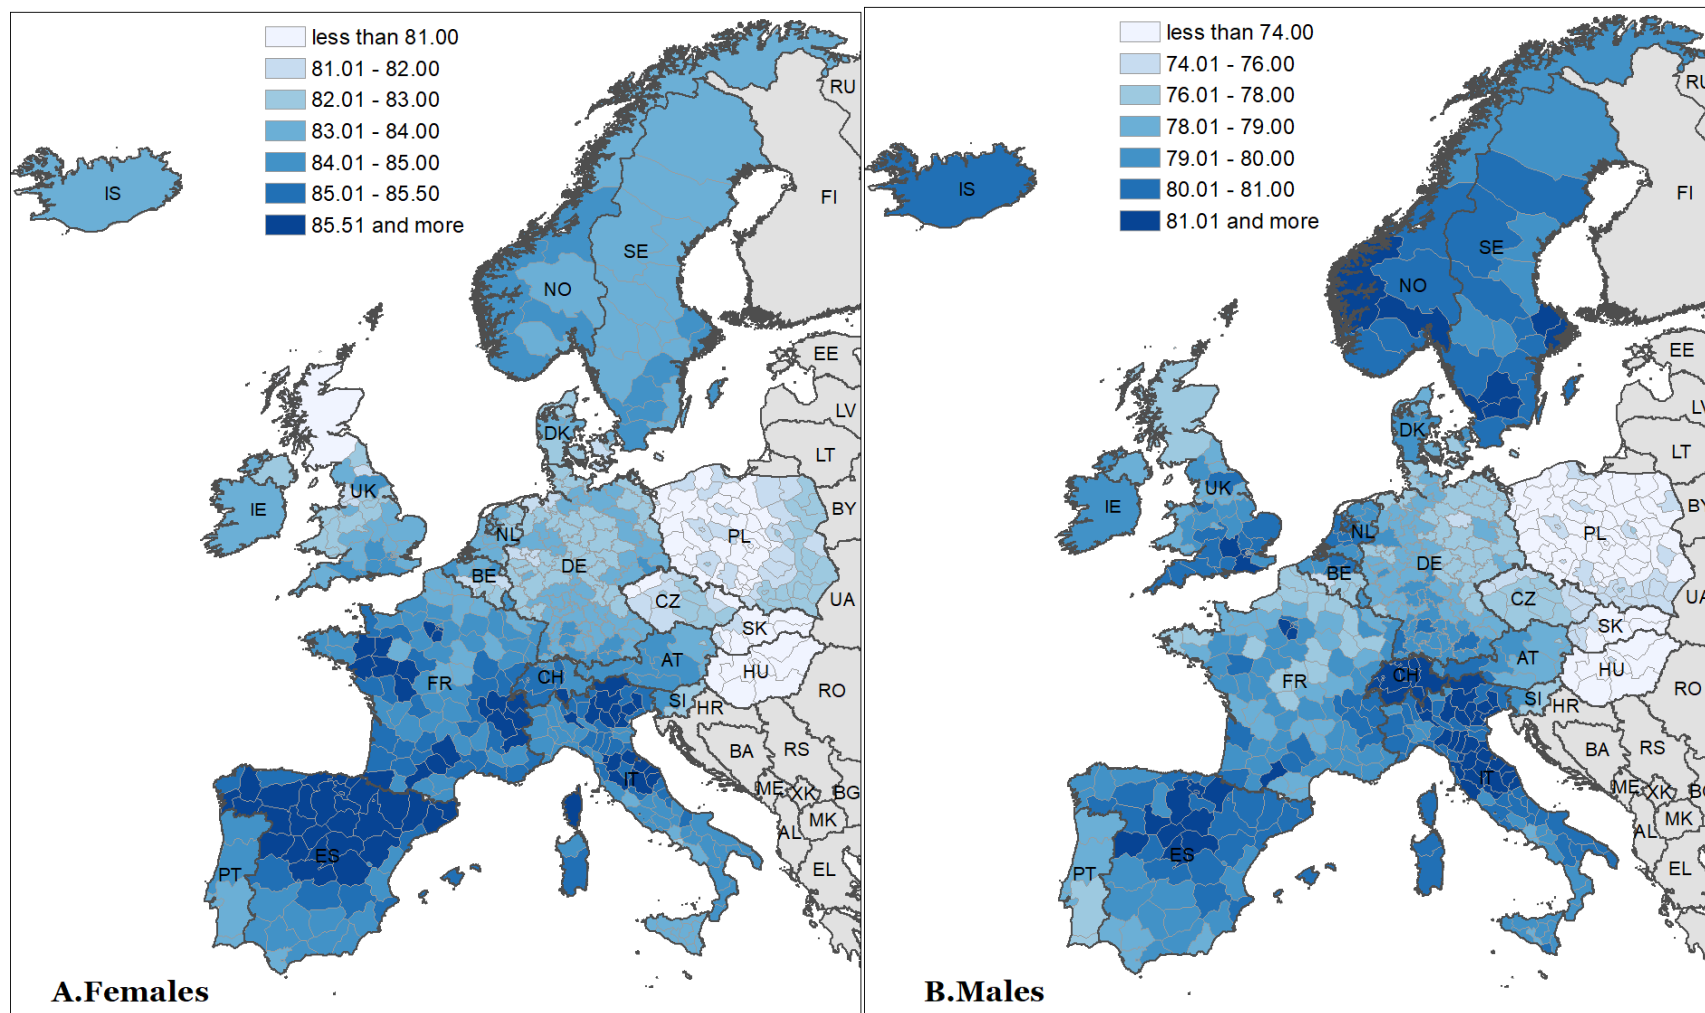 less than 81.00
81.01 - 82.00
82.01 - 83.00
83.01 - 84.00
84.01 - 85.00
85.01 - 85.50
85.51 and more
RU
IS
FI
SE
NO
EE
LV
DK
LT
UK
IE
BY
NL
PL
BE
DE
UA
CZ
SK
AT
HU
CH
FR
RO
SI
HR
BA
RS
IT
ME
XK
BG
MK
AL
ES
PT
EL
A.Females
less than 74.00
74.01 - 76.00
76.01 - 78.00
78.01 - 79.00
79.01 - 80.00
80.01 - 81.00
81.01 and more
RU
IS
FI
SE
NO
EE
LV
DK
LT
UK
IE
BY
NL
PL
BE
DE
UA
CZ
SK
AT
HU
CH
FR
RO
SI
HR
BA
RS
IT
ME
XK
BG
MK
AL
ES
PT
EL
B.Males